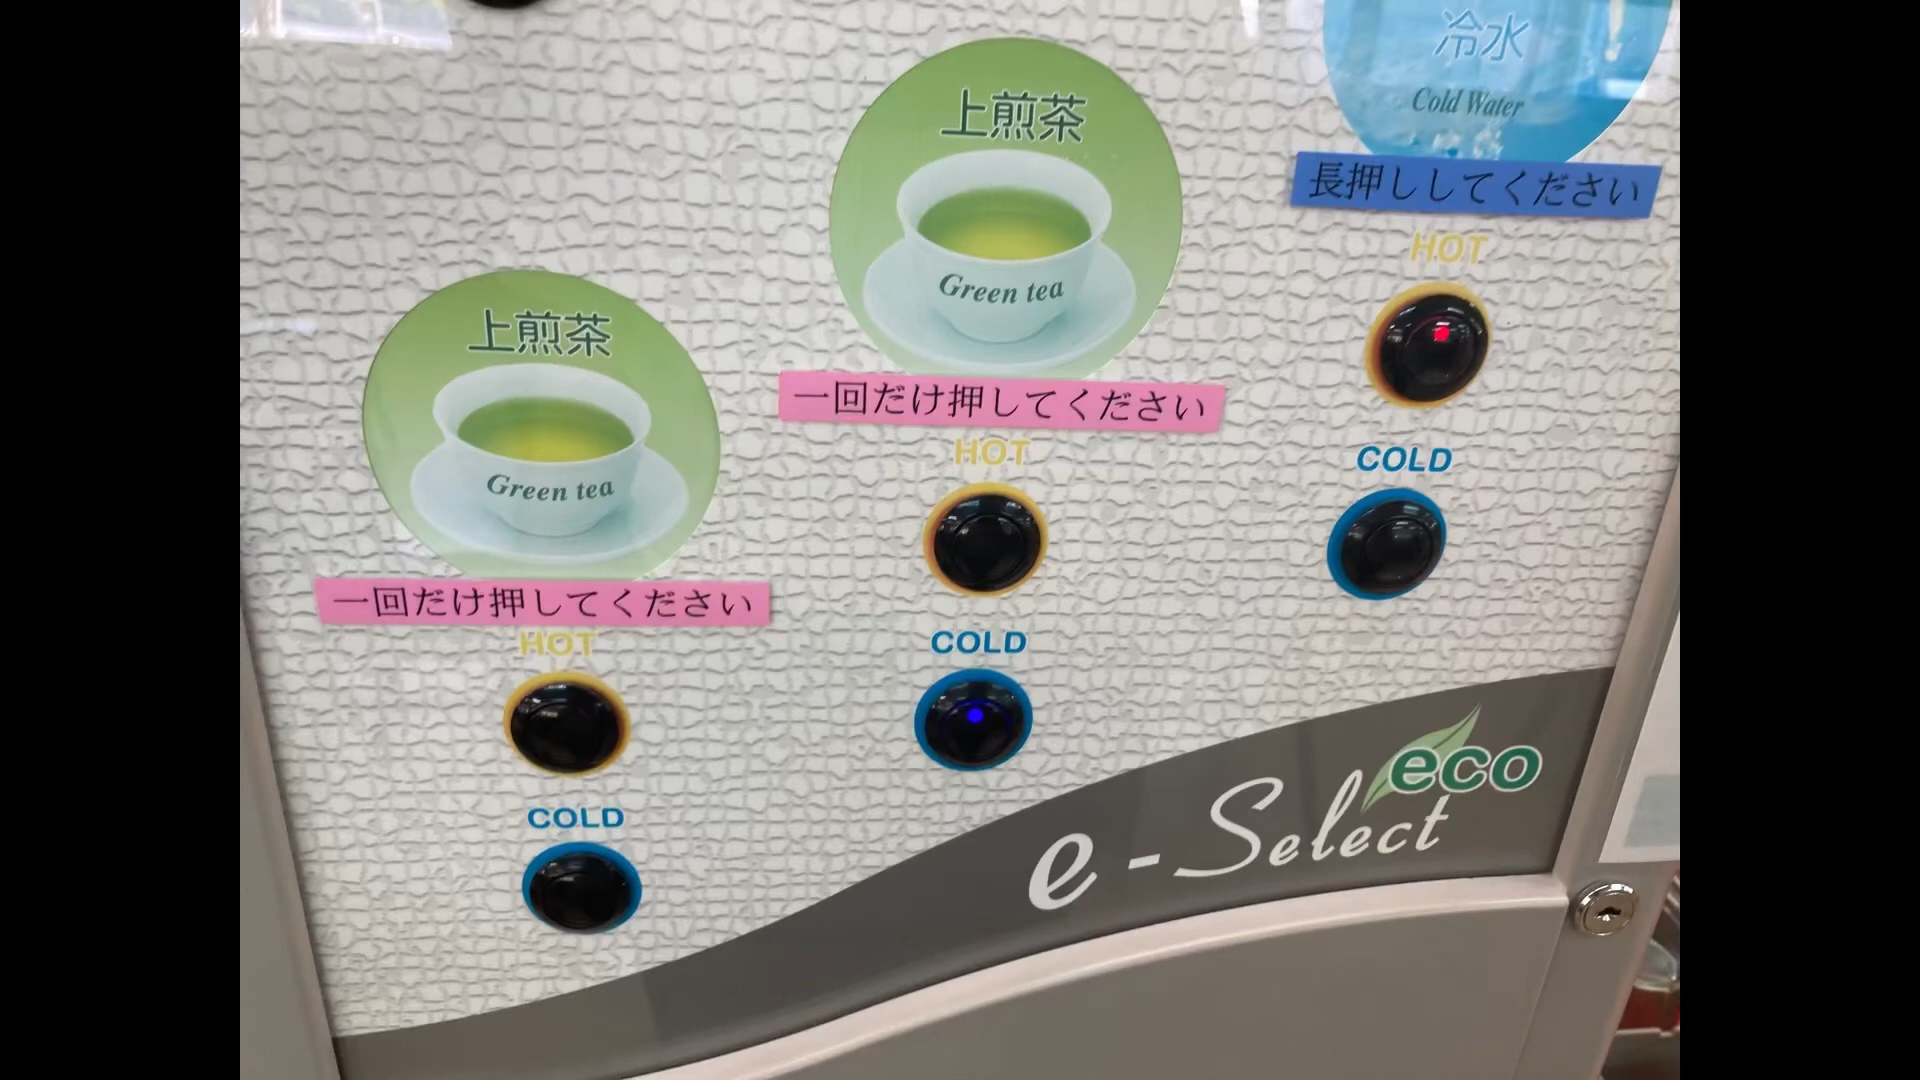 上煎茶
Green tea
一回だけ押してください
HOT
COLD
上煎茶
Green tea
一回だけ押してください
HOT
COLD
冷水
Cold Water
長押ししてください
HOT
COLD
e-Select
eco